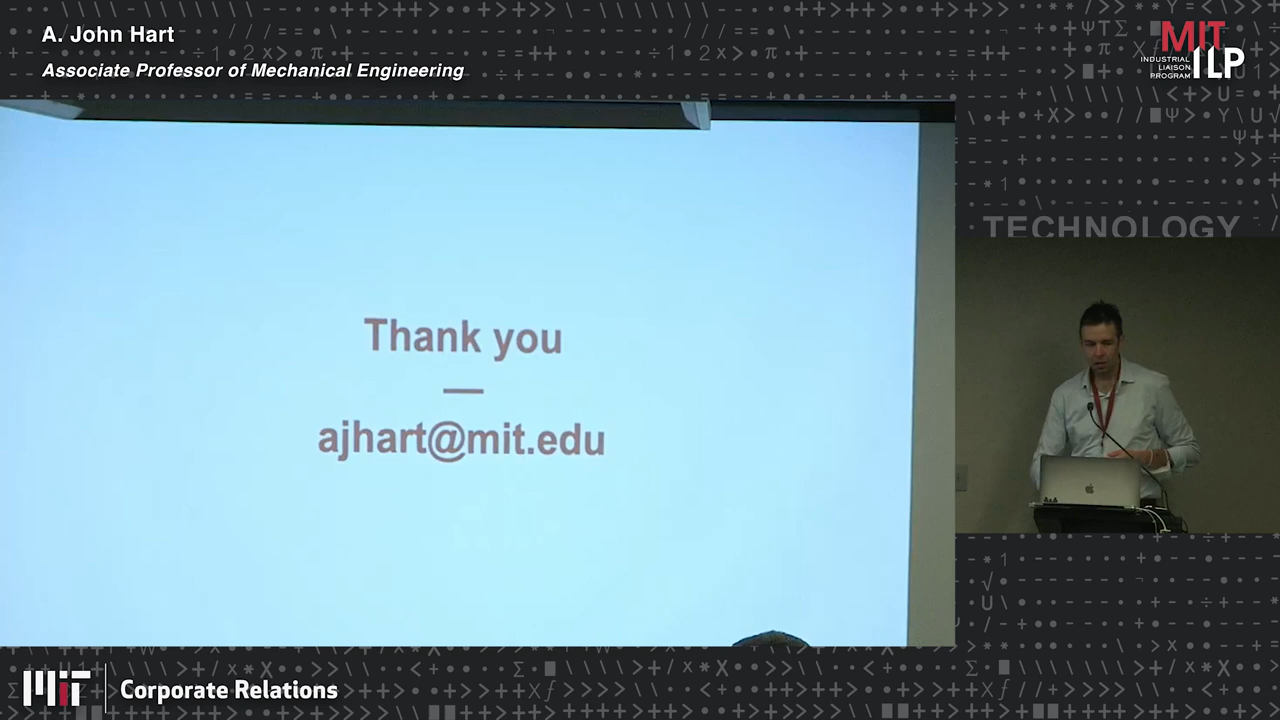 A. John Hart
Associate Professor of Mechanical Engineering
MIT
INDUSTRIAL
LIAISON
PROGRAM
ILP
TECHNOLOGY
Thank you
—
ajhart@mit.edu
MIT
Corporate Relations